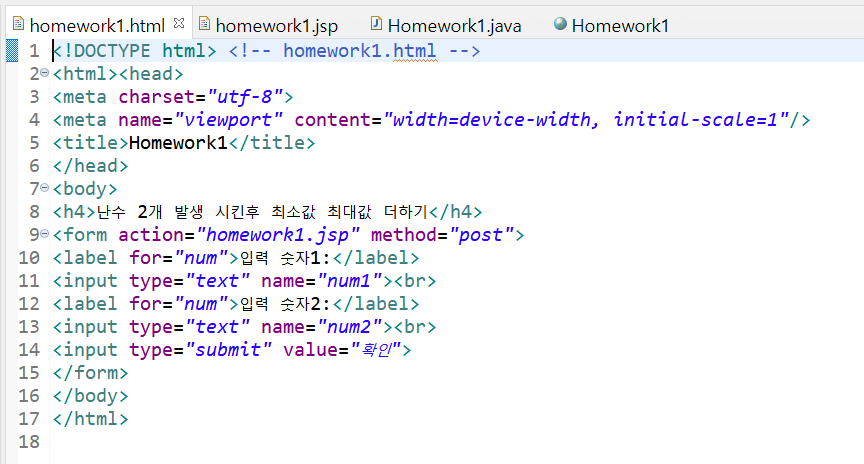 homework1.html homework1.jsp Homework1.java Homework1
1 <!DOCTYPE html> <!-- homework1.html -->
2 <html><head>
3 <meta charset="utf-8">
4 <meta name="viewport" content="width=device-width, initial-scale=1"/>
5 <title>Homework1</title>
6 </head>
7 <body>
8 <h4>난수 2개 발생 시킨후 최소값 최대값 더하기</h4>
9 <form action="homework1.jsp" method="post">
10 <label for="num">입력 숫자1:</label>
11 <input type="text" name="num1"><br>
12 <label for="num">입력 숫자2:</label>
13 <input type="text" name="num2"><br>
14 <input type="submit" value="확인">
15 </form>
16 </body>
17 </html>
18